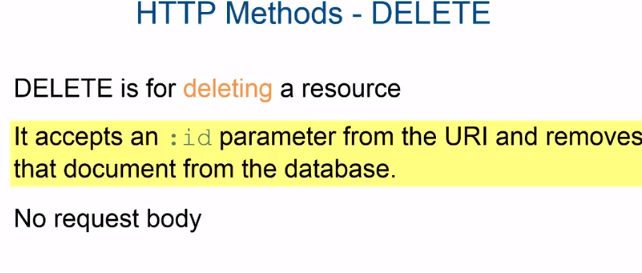 HTTP Methods - DELETE
DELETE is for deleting a resource
It accepts an :id parameter from the URI and removes
that document from the database.
No request body